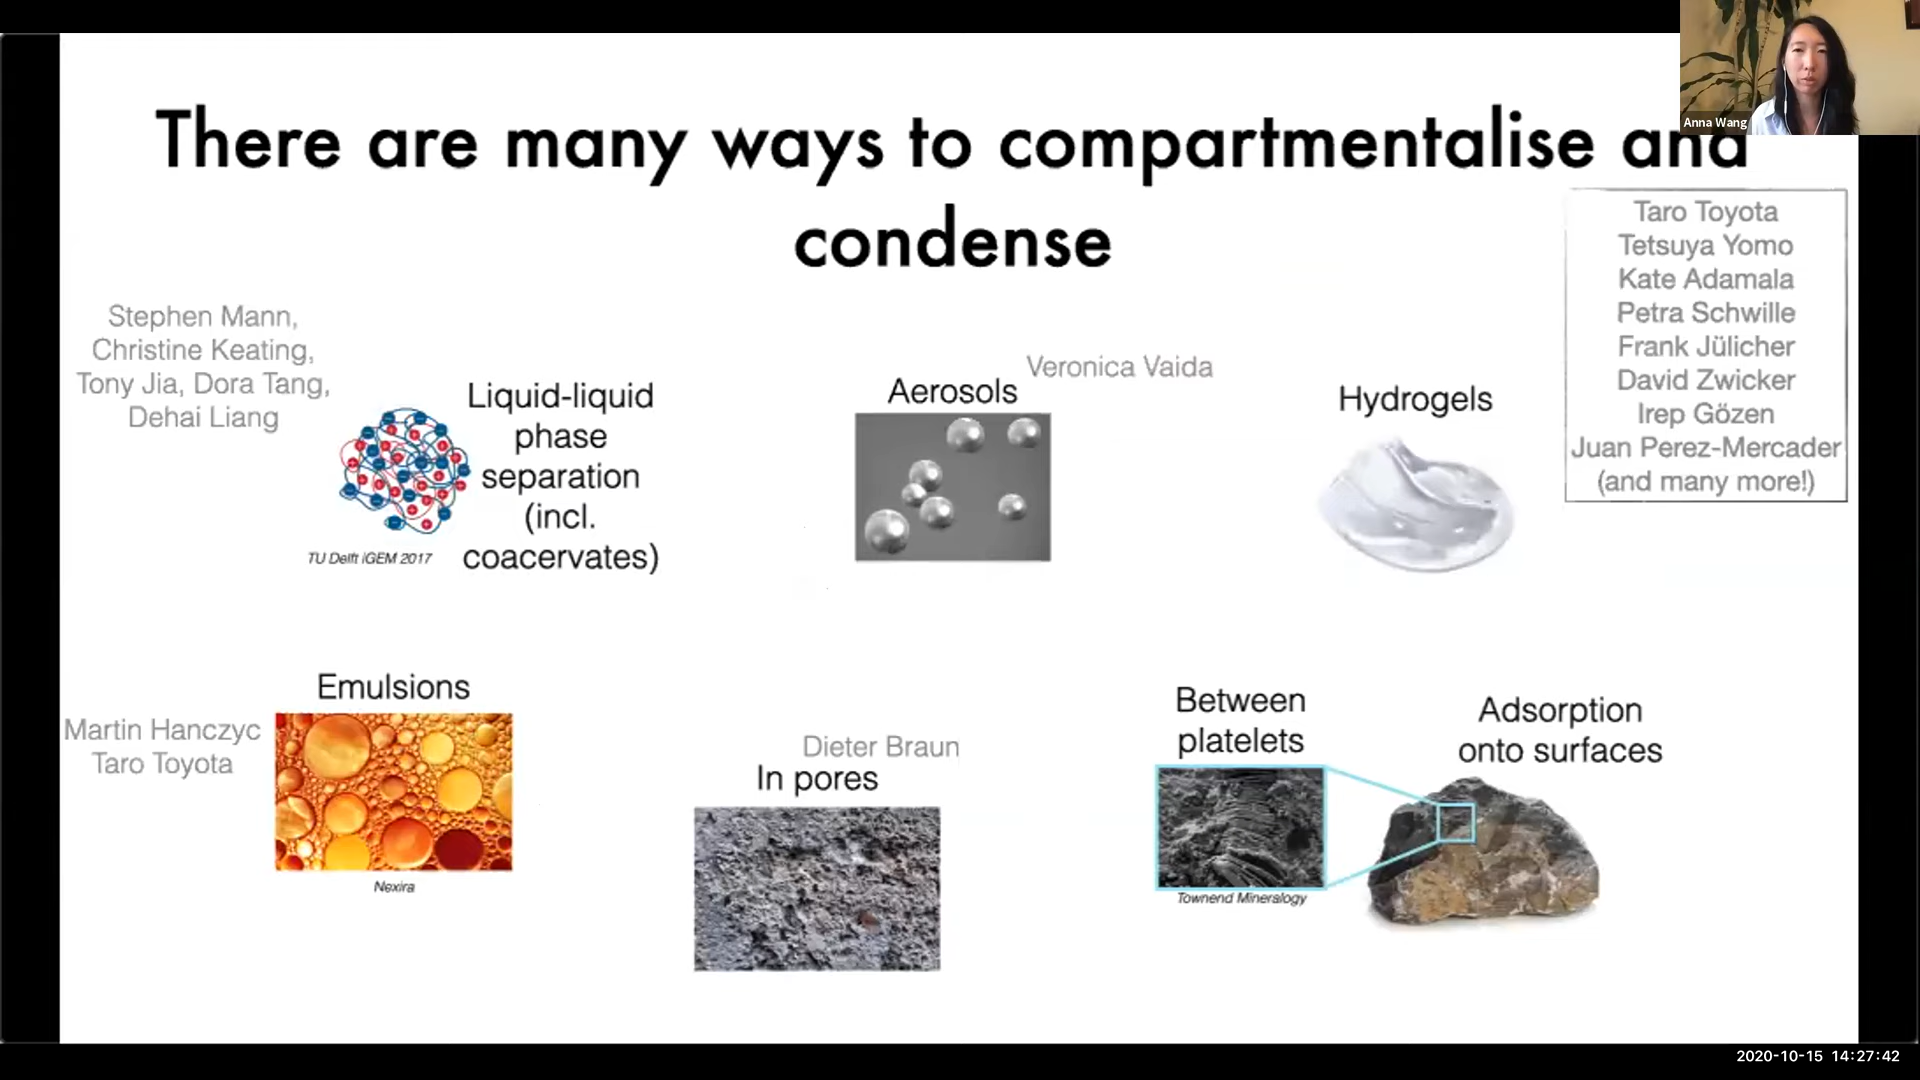 Anna Wang
There are many ways to compartmentalise and
condense
Taro Toyota
Tetsuya Yomo
Kate Adamala
Petra Schwille
Frank Jülicher
David Zwicker
Irep Gözen
Juan Perez-Mercader
(and many more!)
Stephen Mann,
Christine Keating,
Tony Jia, Dora Tang,
Dehai Liang
Liquid-liquid
phase
separation
(incl.
coacervates)
TU Delft iGEM 2017
Veronica Vaida
Aerosols
Hydrogels
Emulsions
Martin Hanczyc
Taro Toyota
Nexira
Dieter Braun
In pores
Between
platelets
Townend Mineralogy
Adsorption
onto surfaces
2020-10-15 14:27:42